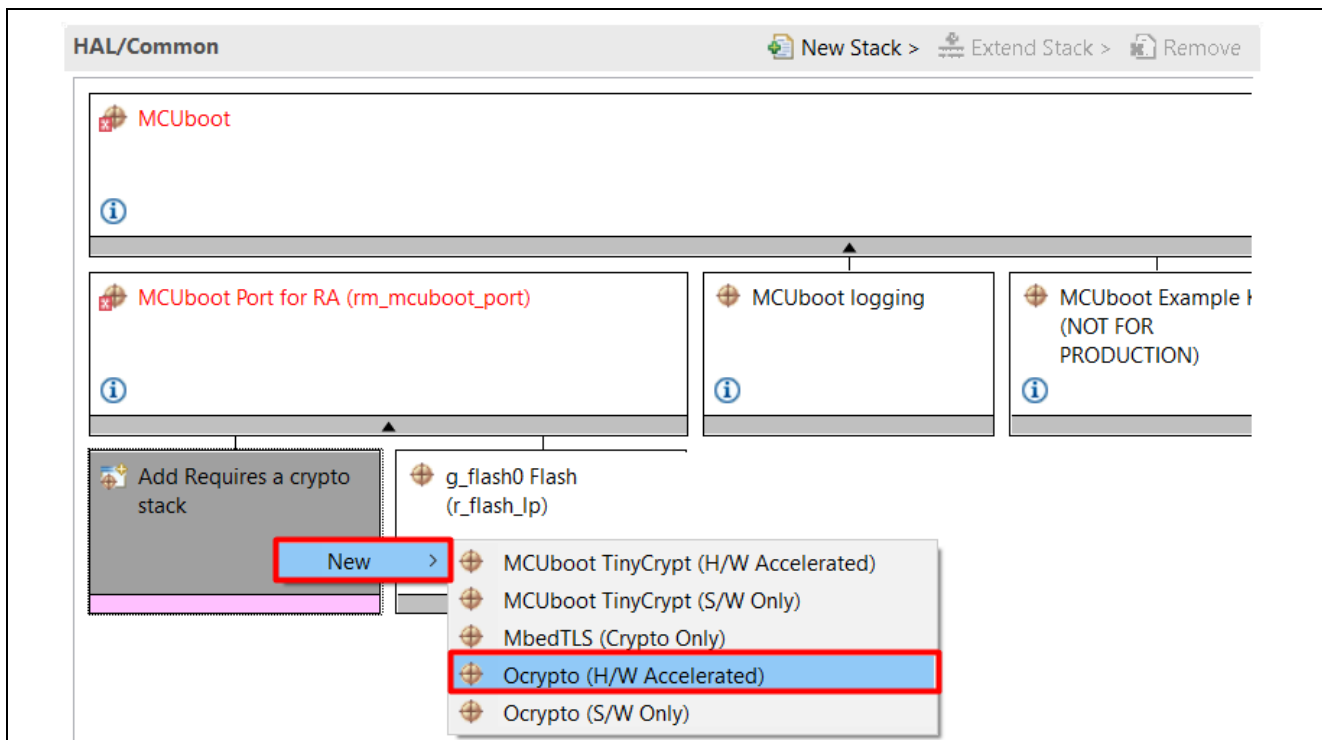 HAL/Common
New Stack > Extend Stack > Remove
MCUboot
MCUboot Port for RA (rm_mcuboot_port)
MCUboot logging
MCUboot Example
(NOT FOR
PRODUCTION)
Add Requires a crypto
stack
g_flash0 Flash
(r_flash_lp)
New >
MCUboot TinyCrypt (H/W Accelerated)
MCUboot TinyCrypt (S/W Only)
MbedTLS (Crypto Only)
Ocrypto (H/W Accelerated)
Ocrypto (S/W Only)